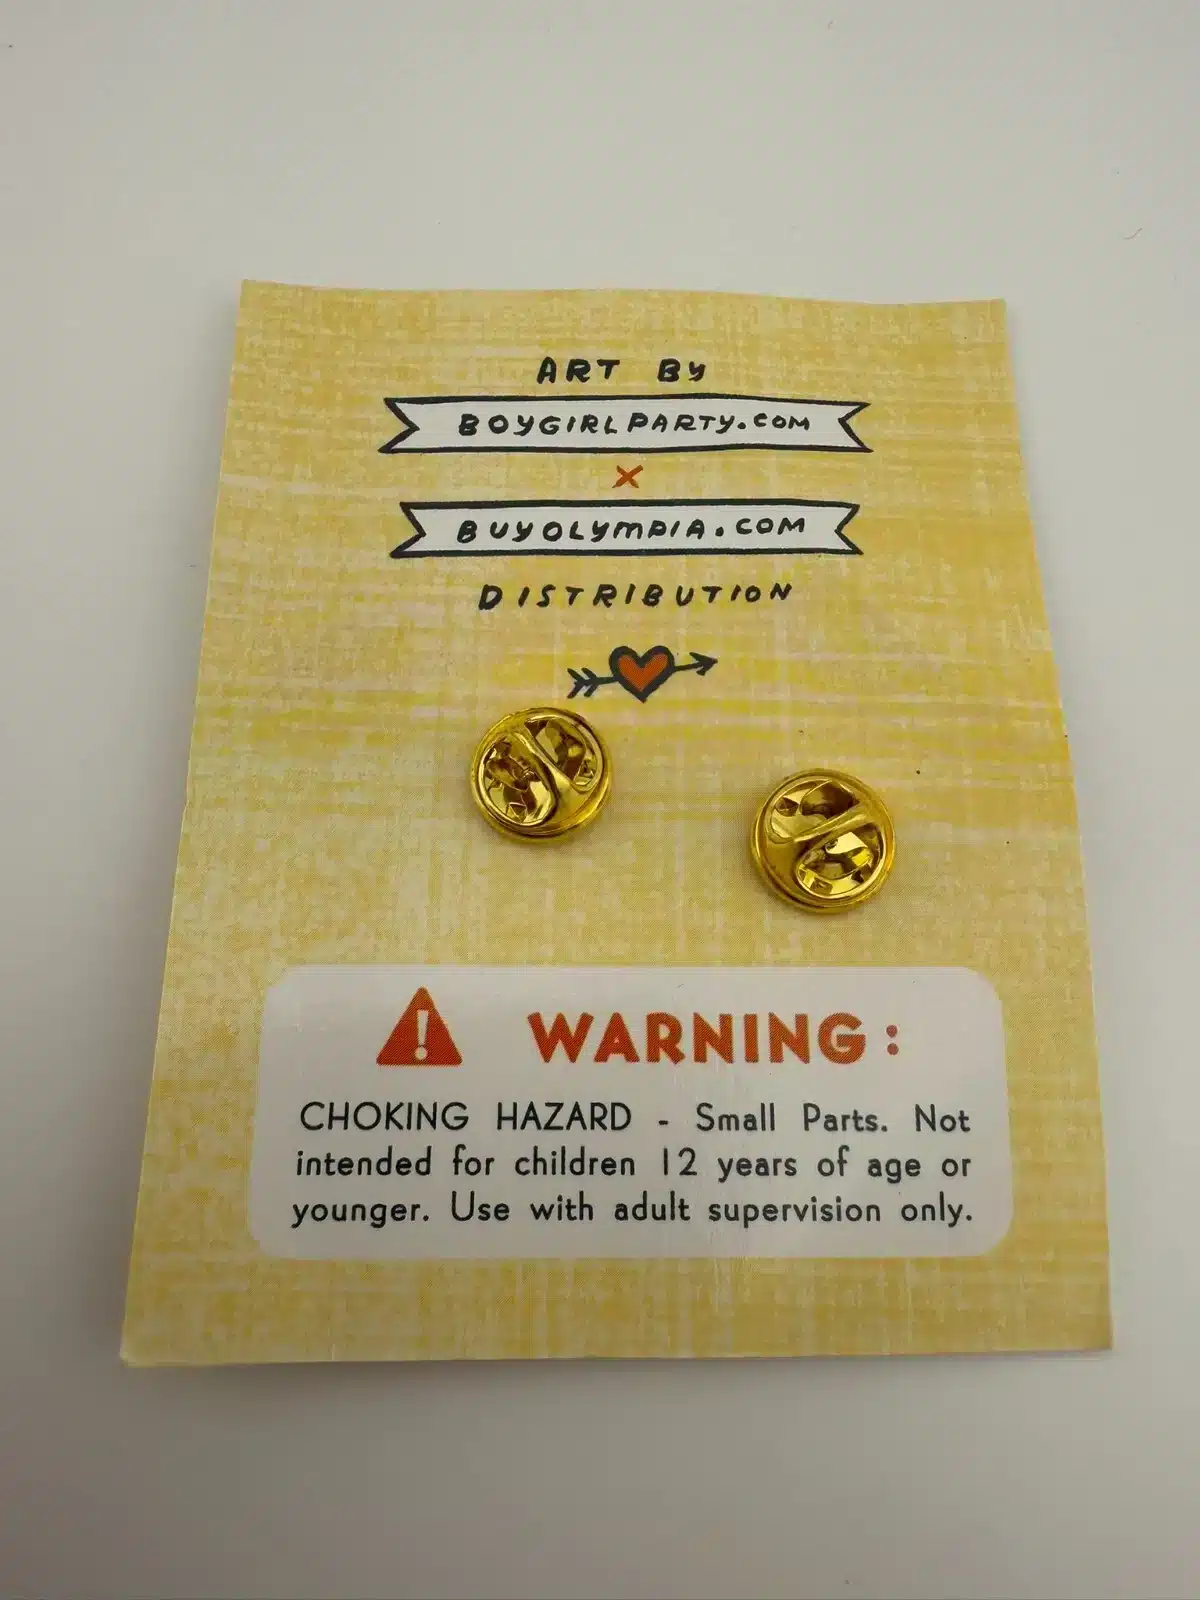 ART BY
BOYGIRLPARTY.COM
X
BUYOLYMPIA.COM
DISTRIBUTION
WARNING:
CHOKING HAZARD - Small Parts. Not
intended for children 12 years of age or
younger. Use with adult supervision only.